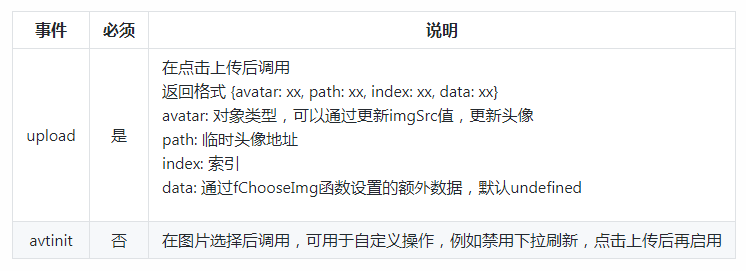 事件 必须 说明
在点击上传后调用
返回格式 {avatar: xx, path: xx, index: xx, data: xx}
avatar: 对象类型，可以通过更新imgSrc值，更新头像
upload 是 path: 临时头像地址
index: 索引
data: 通过fChooseImg函数设置的额外数据，默认undefined
avtinit 否 在图片选择后调用，可用于自定义操作，例如禁用下拉刷新，点击上传后再启用